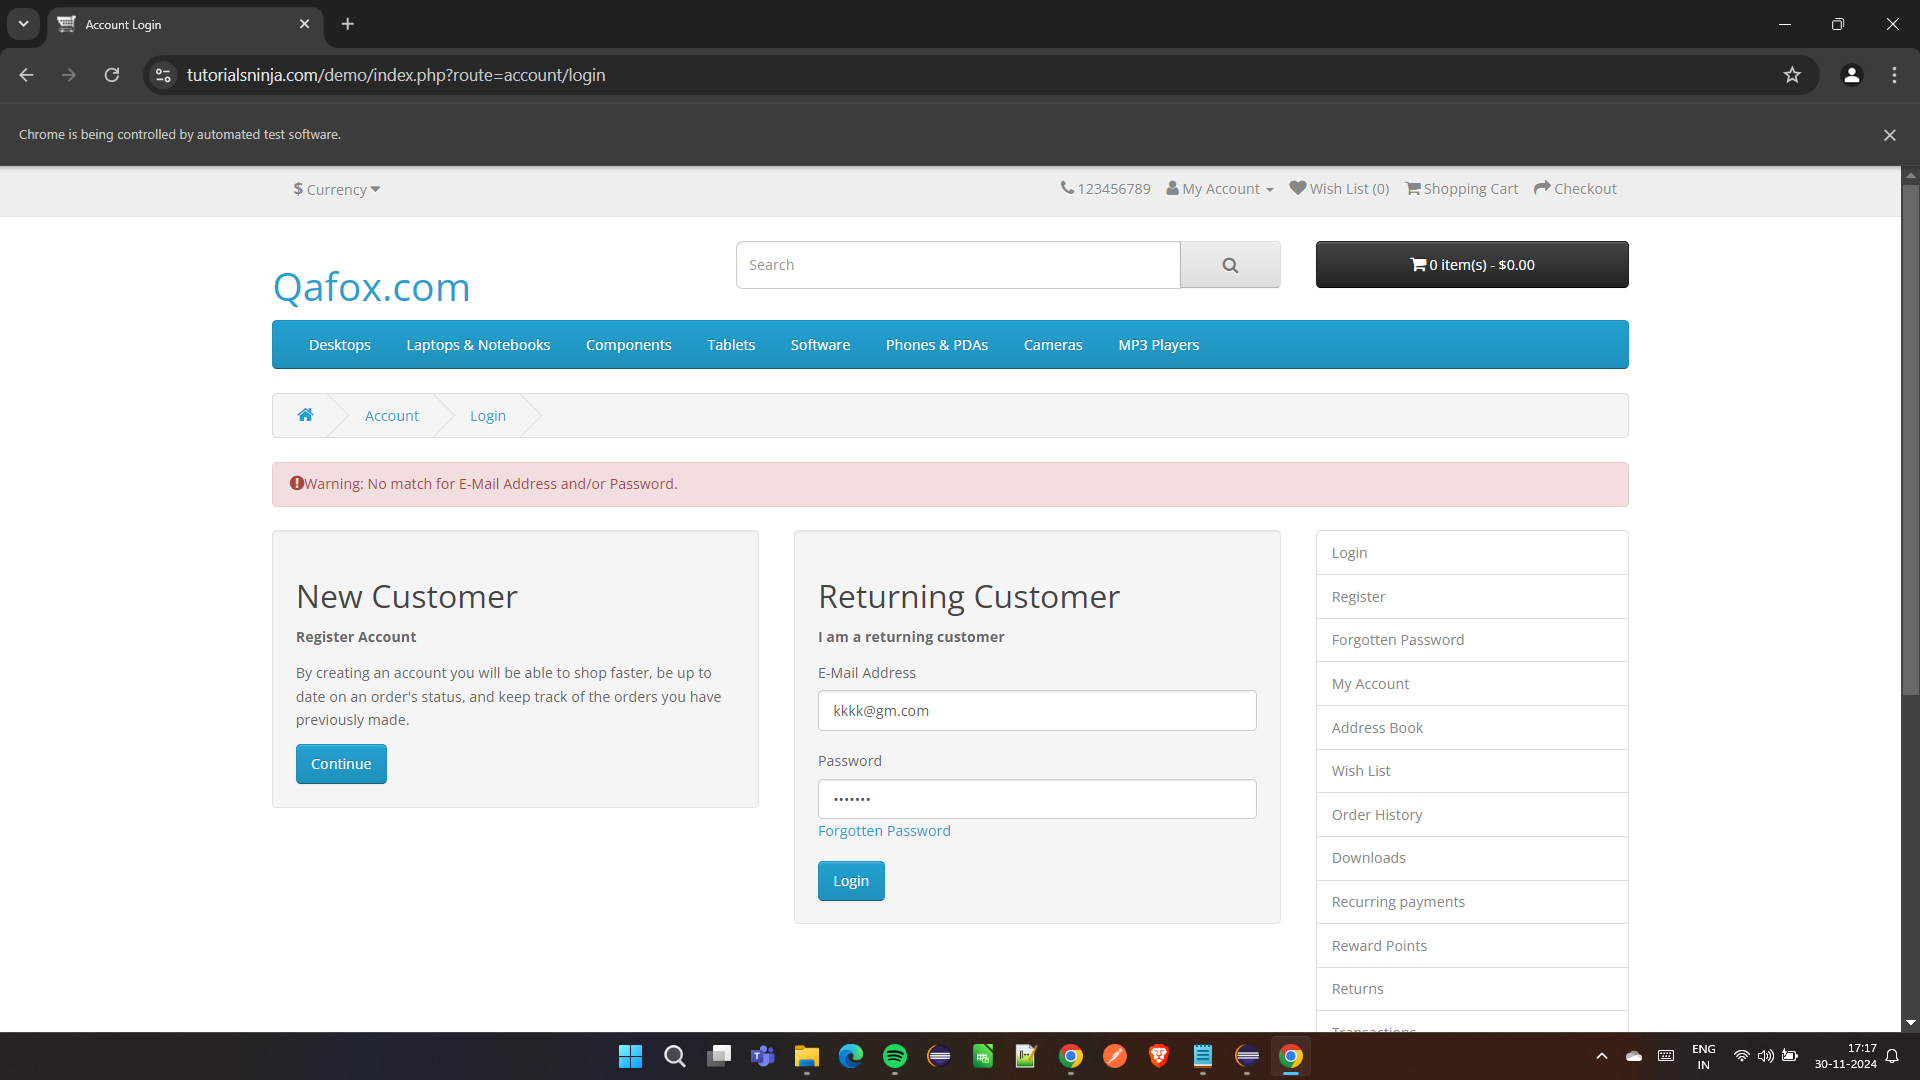 Account Login
tutorialsninja.com/demo/index.php?route=account/login
Chrome is being controlled by automated test software.
$ Currency
123456789 My Account Wish List (0) Shopping Cart Checkout
Qafox.com
Search
0 item(s) - $0.00
Desktops Laptops & Notebooks Components Tablets Software Phones & PDAs Cameras MP3 Players
Account Login
Warning: No match for E-Mail Address and/or Password.
New Customer
Register Account
By creating an account you will be able to shop faster, be up to
date on an order's status, and keep track of the orders you have
previously made.
Continue
Returning Customer
I am a returning customer
E-Mail Address
kkkk@gm.com
Password
•••••••
Forgotten Password
Login
Login
Register
Forgotten Password
My Account
Address Book
Wish List
Order History
Downloads
Recurring payments
Reward Points
Returns
Transactions
ENG
IN
17:17
30-11-2024